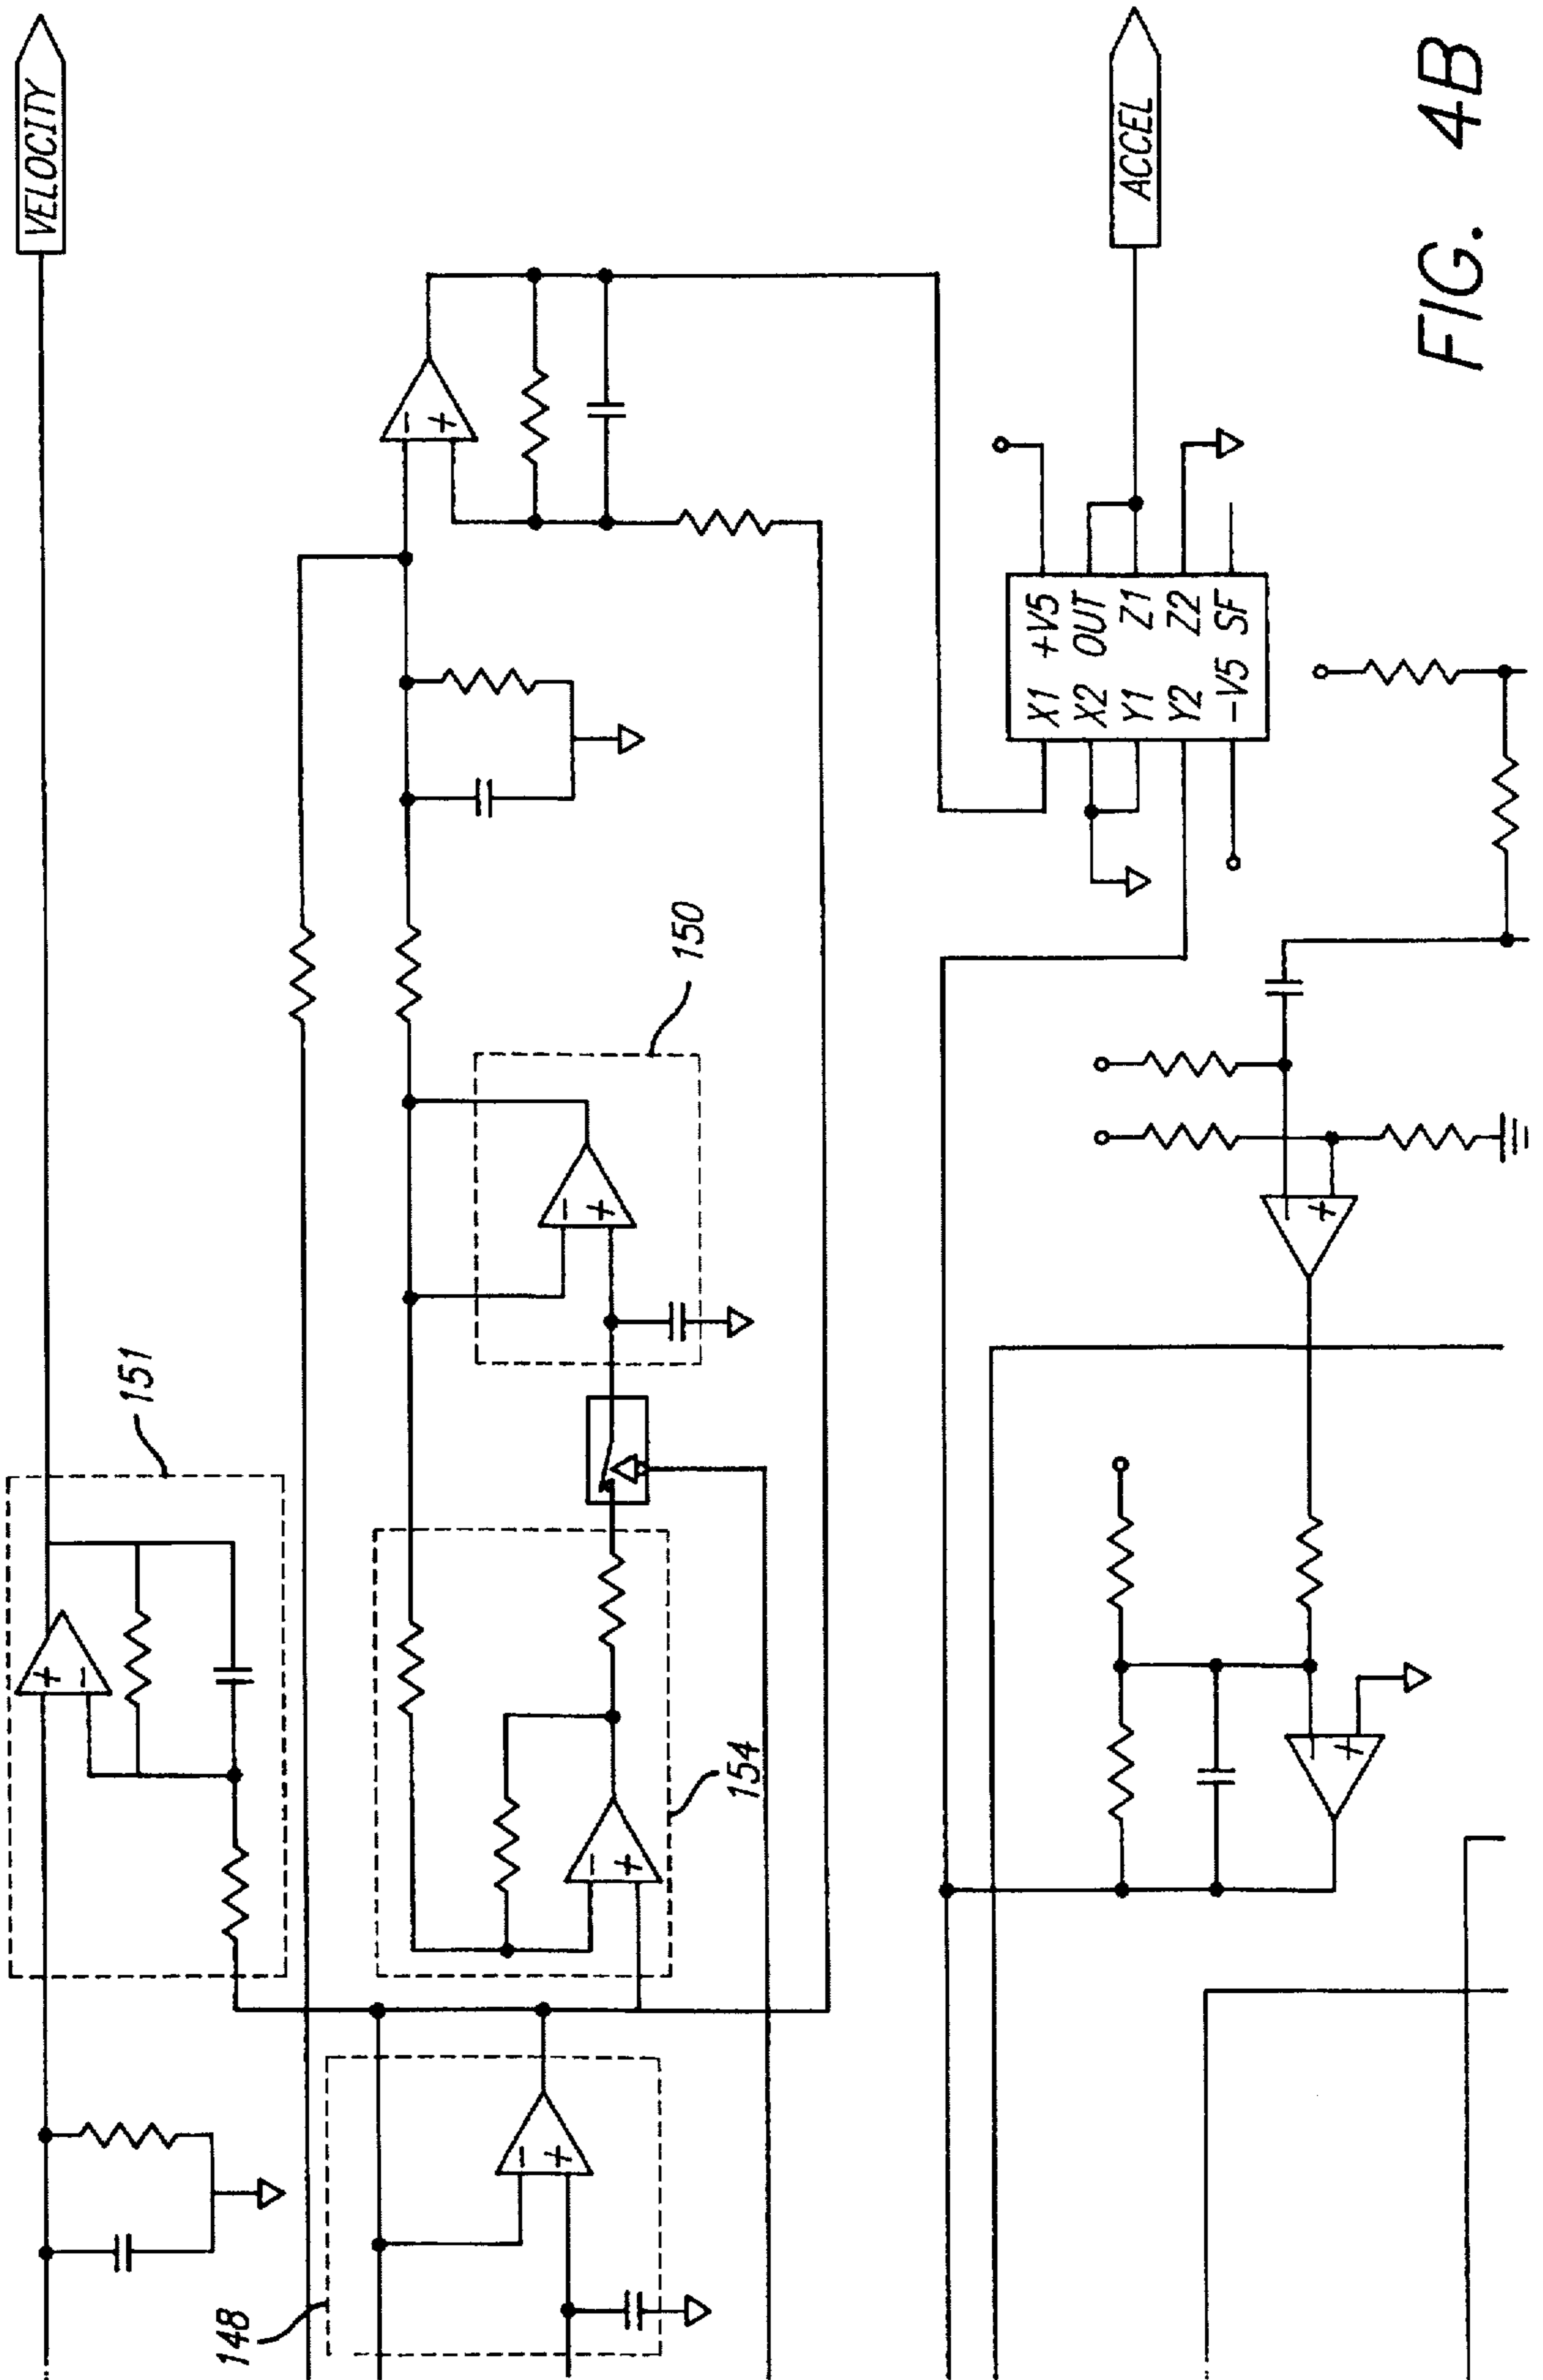 VELOCITY
151
150
154
148
ACCEL
X1 +V5
X2 OUT
Y1 Z1
Y2 Z2
-V5 SF
- +
+ -
- +
- +
- +
- +
- +
FIG. 4B